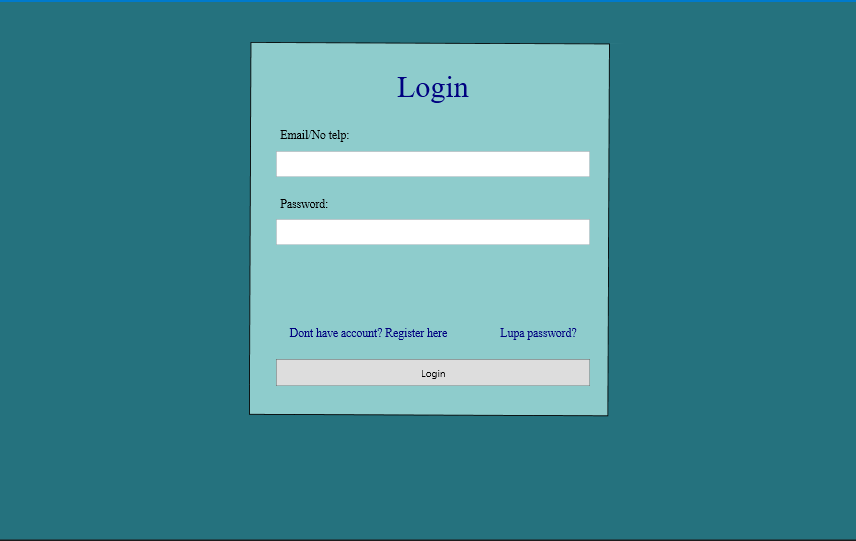 Login
Email/No telp:
Password:
Dont have account? Register here
Lupa password?
Login